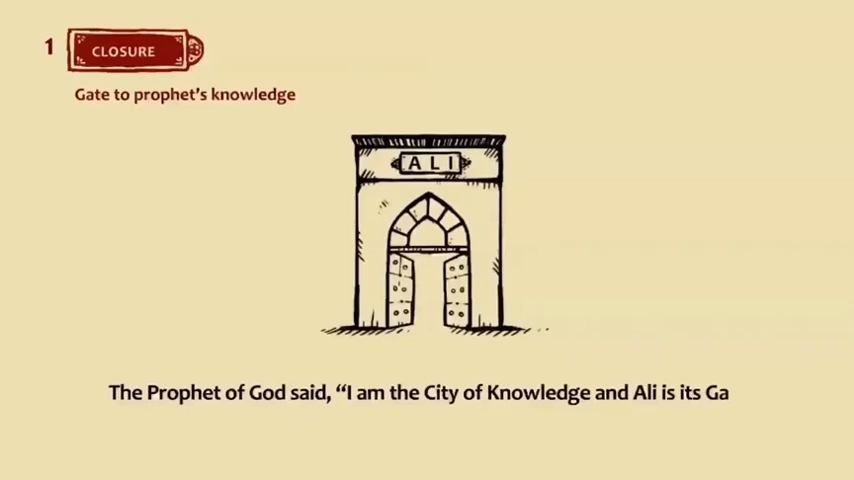 1
CLOSURE
Gate to prophet's knowledge
ALI
The Prophet of God said, “I am the City of Knowledge and Ali is its Ga